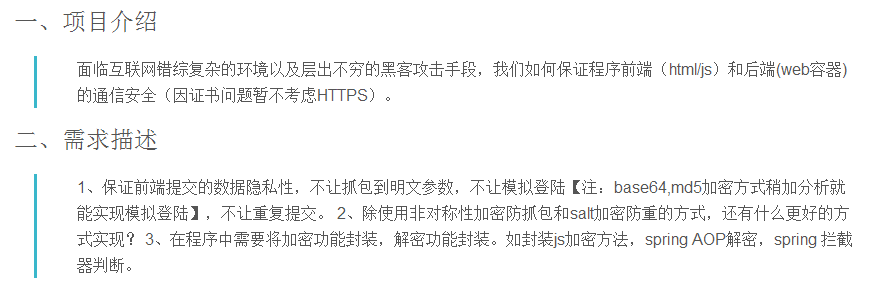 一、项目介绍
面临互联网错综复杂的环境以及层出不穷的黑客攻击手段，我们如何保证程序前端（html/js）和后端(web容器)
的通信安全（因证书问题暂不考虑HTTPS）。
二、需求描述
1、保证前端提交的数据隐私性，不让抓包到明文参数，不让模拟登陆【注：base64,md5加密方式稍加分析就
能实现模拟登陆】，不让重复提交。 2、除使用非对称性加密防抓包和salt加密防重的方式，还有什么更好的方
式实现？ 3、在程序中需要将加密功能封装，解密功能封装。如封装js加密方法，spring AOP解密，spring 拦截
器判断。